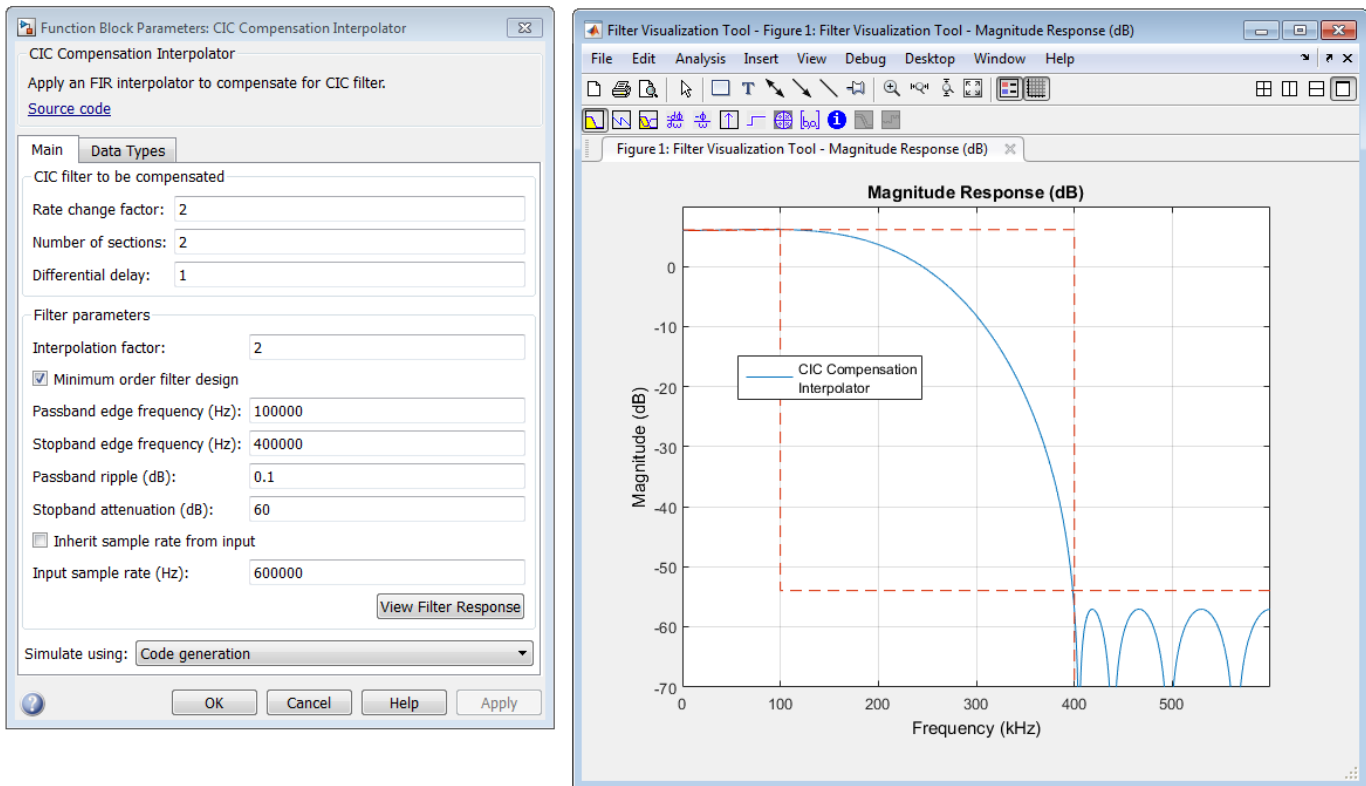 Function Block Parameters: CIC Compensation Interpolator
CIC Compensation Interpolator
Apply an FIR interpolator to compensate for CIC filter.
Source code
Main Data Types
CIC filter to be compensated
Rate change factor: 2
Number of sections: 2
Differential delay: 1
Filter parameters
Interpolation factor: 2
Minimum order filter design
Passband edge frequency (Hz): 100000
Stopband edge frequency (Hz): 400000
Passband ripple (dB): 0.1
Stopband attenuation (dB): 60
Inherit sample rate from input
Input sample rate (Hz): 600000
View Filter Response
Simulate using: Code generation
OK Cancel Help Apply
Filter Visualization Tool - Figure 1: Filter Visualization Tool - Magnitude Response (dB)
File Edit Analysis Insert View Debug Desktop Window Help
Figure 1: Filter Visualization Tool - Magnitude Response (dB)
Magnitude Response (dB)
0
-10
-20
-30
-40
-50
-60
-70
Magnitude (dB)
CIC Compensation
Interpolator
0 100 200 300 400 500
Frequency (kHz)